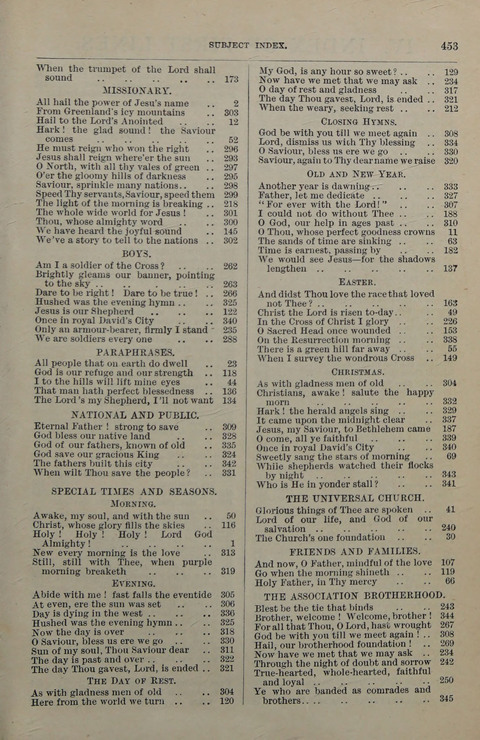 SUBJECT INDEX. 453
When the trumpet of the Lord shall
sound .. .. .. .. .. 173
MISSIONARY.
All hail the power of Jesu's name .. 2
From Greenland's icy mountains .. 303
Hail to the Lord's Anointed .. .. 12
Hark! the glad sound! the Saviour
comes .. .. .. .. .. 52
He must reign who won the right .. 296
Jesus shall reign where'er the sun .. 293
O North, with all thy vales of green .. 297
O'er the gloomy hills of darkness .. 295
Saviour, sprinkle many nations.. .. 298
Speed Thy servants, Saviour, speed them 299
The light of the morning is breaking .. 218
The whole wide world for Jesus! .. 301
Thou, whose almighty word .. .. 300
We have heard the joyful sound .. 145
We've a story to tell to the nations .. 302
BOYS.
Am I a soldier of the Cross? .. .. 262
Brightly gleams our banner, pointing
to the sky .. .. .. .. 263
Dare to be right! Dare to be true! .. 266
Hushed was the evening hymn .. .. 325
Jesus is our Shepherd .. .. .. 122
Once in royal David's City .. .. 340
Only an armour-bearer, firmly I stand 235
We are soldiers every one .. .. 288
PARAPHRASES.
All people that on earth do dwell .. 23
God is our refuge and our strength .. 118
I to the hills will lift mine eyes .. 44
That man hath perfect blessedness .. 136
The Lord's my Shepherd, I'll not want 134
NATIONAL AND PUBLIC.
Eternal Father! strong to save .. 309
God bless our native land .. .. 328
God of our fathers, known of old .. 335
God save our gracious King .. .. 324
The fathers built this city .. .. 342
When wilt Thou save the people? .. 331
SPECIAL TIMES AND SEASONS.
MORNING.
Awake, my soul, and with the sun .. 50
Christ, whose glory fills the skies .. 116
Holy! Holy! Holy! Lord God
Almighty! .. .. .. .. 1
New every morning is the love .. 313
Still, still with Thee, when purple
morning breaketh .. .. .. 319
EVENING.
Abide with me! fast falls the eventide 305
At even, ere the sun was set .. .. 306
Day is dying in the west .. .. 336
Hushed was the evening hymn .. .. 325
Now the day is over .. .. .. 318
O Saviour, bless us ere we go .. .. 330
Sun of my soul, Thou Saviour dear .. 311
The day is past and over .. .. .. 322
The day Thou gavest, Lord, is ended .. 321
THE DAY OF REST.
As with gladness men of old .. .. 304
Here from the world we turn .. .. 120
My God, is any hour so sweet? .. .. 129
Now have we met that we may ask .. 234
O day of rest and gladness .. .. 317
The day Thou gavest, Lord, is ended .. 321
When the weary, seeking rest .. .. 212
CLOSING HYMNS.
God be with you till we meet again .. 308
Lord, dismiss us with Thy blessing .. 334
O Saviour, bless us ere we go .. .. 330
Saviour, again to Thy dear name we raise 320
OLD AND NEW YEAR.
Another year is dawning .. .. 333
Father, let me dedicate .. .. .. 327
"For ever with the Lord!" .. .. 307
I could not do without Thee .. .. 188
O God, our help in ages past .. .. 310
O Thou, whose perfect goodness crowns 11
The sands of time are sinking .. .. 63
Time is earnest, passing by .. .. 182
We would see Jesus—for the shadows
lengthen .. .. .. .. .. 137
EASTER.
And didst Thou love the race that loved
not Thee? .. .. .. .. .. 163
Christ the Lord is risen to-day.. .. 49
In the Cross of Christ I glory .. .. 226
O Sacred Head once wounded .. .. 153
On the Resurrection morning .. .. 338
There is a green hill far away .. .. 55
When I survey the wondrous Cross .. 149
CHRISTMAS.
As with gladness men of old .. .. 304
Christians, awake! salute the happy
morn .. .. .. .. .. 332
Hark! the herald angels sing .. .. 329
It came upon the midnight clear .. 337
Jesus, my Saviour, to Bethlehem came 187
O come, all ye faithful .. .. .. 339
Once in royal David's City .. .. 340
Sweetly sang the stars of morning .. 69
While shepherds watched their flocks
by night .. .. .. .. .. 343
Who is He in yonder stall? .. .. 341
THE UNIVERSAL CHURCH.
Glorious things of Thee are spoken .. 41
Lord of our life, and God of our
salvation .. .. .. .. .. 240
The Church's one foundation .. .. 30
FRIENDS AND FAMILIES.
And now, O Father, mindful of the love 107
Go when the morning shineth .. .. 119
Holy Father, in Thy mercy .. .. 66
THE ASSOCIATION BROTHERHOOD.
Blest be the tie that binds .. .. 243
Brother, welcome! Welcome, brother! 344
For all that Thou, O Lord, hast wrought 267
God be with you till we meet again! .. 308
Hail, our brotherhood foundation! .. 269
Now have we met that we may ask .. 234
Through the night of doubt and sorrow 242
True-hearted, whole-hearted, faithful
and loyal .. .. .. .. .. 250
Ye who are banded as comrades and
brothers.. .. .. .. .. 345